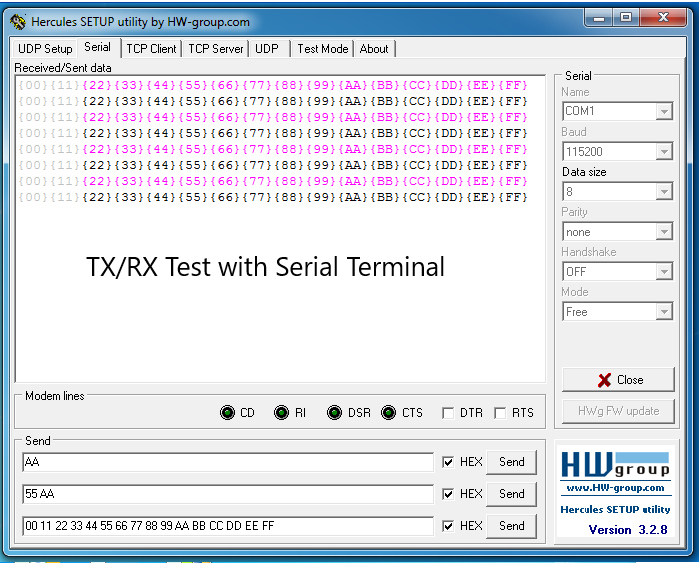 Hercules SETUP utility by HW-group.com
UDP Setup Serial TCP Client TCP Server UDP Test Mode About
Received/Sent data
{00}{11}{22}{33}{44}{55}{66}{77}{88}{99}{AA}{BB}{CC}{DD}{EE}{FF}
{00}{11}{22}{33}{44}{55}{66}{77}{88}{99}{AA}{BB}{CC}{DD}{EE}{FF}
{00}{11}{22}{33}{44}{55}{66}{77}{88}{99}{AA}{BB}{CC}{DD}{EE}{FF}
{00}{11}{22}{33}{44}{55}{66}{77}{88}{99}{AA}{BB}{CC}{DD}{EE}{FF}
{00}{11}{22}{33}{44}{55}{66}{77}{88}{99}{AA}{BB}{CC}{DD}{EE}{FF}
{00}{11}{22}{33}{44}{55}{66}{77}{88}{99}{AA}{BB}{CC}{DD}{EE}{FF}
{00}{11}{22}{33}{44}{55}{66}{77}{88}{99}{AA}{BB}{CC}{DD}{EE}{FF}
{00}{11}{22}{33}{44}{55}{66}{77}{88}{99}{AA}{BB}{CC}{DD}{EE}{FF}
TX/RX Test with Serial Terminal
Serial
Name
COM1
Baud
115200
Data size
8
Parity
none
Handshake
OFF
Mode
Free
Close
HWg FW update
Modem lines
CD RI DSR CTS DTR RTS
Send
AA HEX Send
55 AA HEX Send
00 11 22 33 44 55 66 77 88 99 AA BB CC DD EE FF HEX Send
HWgroup
www.HW-group.com
Hercules SETUP utility
Version 3.2.8